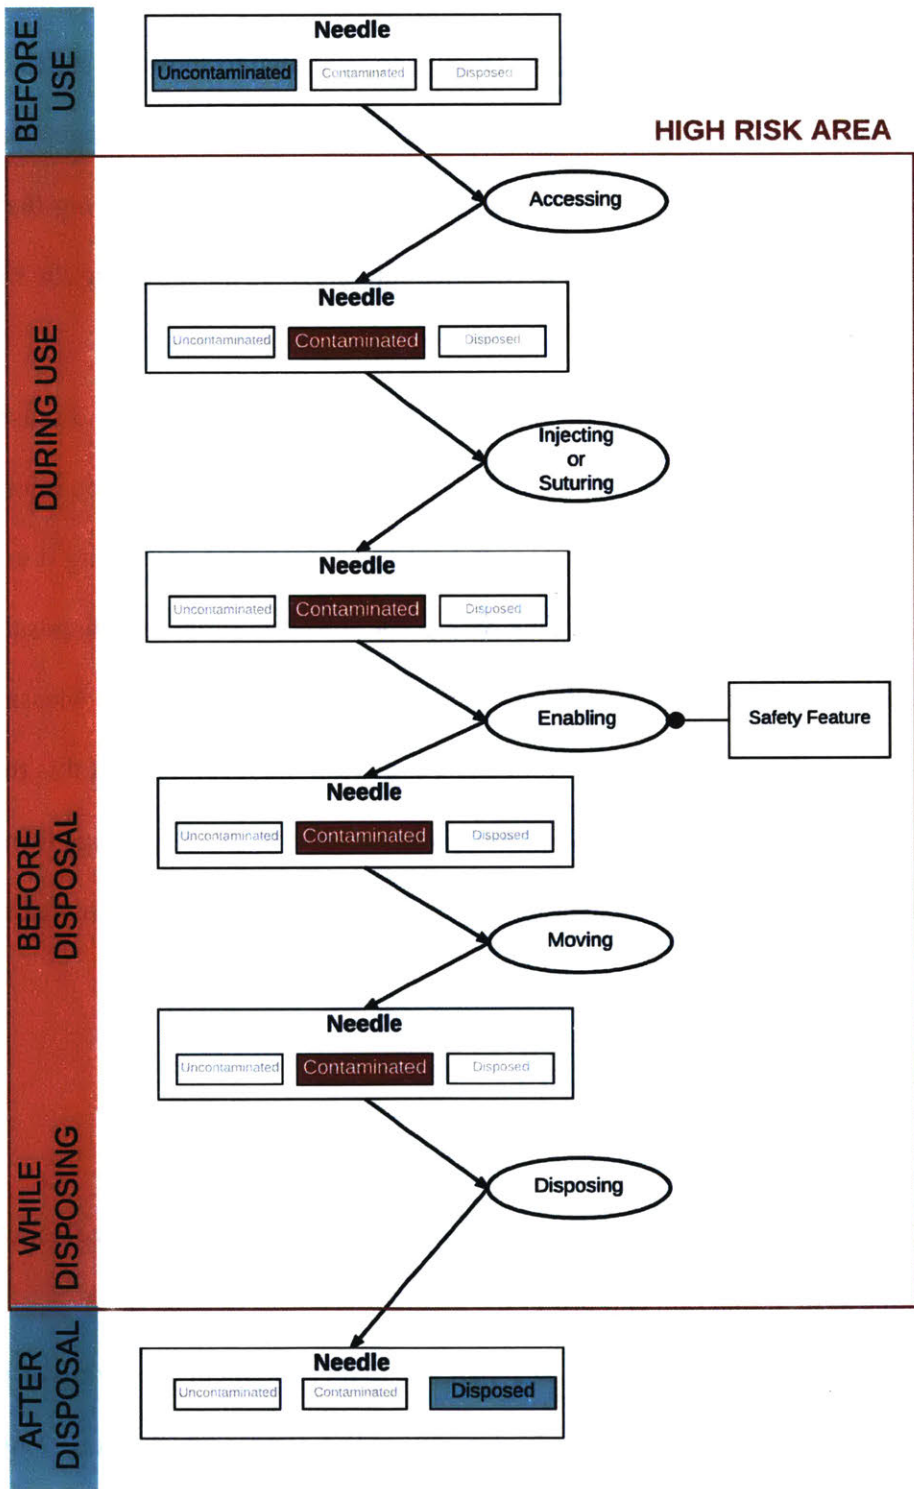 BEFORE
USE
Needle
Uncontaminated Contaminated Disposed
HIGH RISK AREA
Accessing
DURING USE
Needle
Uncontaminated Contaminated Disposed
Injecting
or
Suturing
Needle
Uncontaminated Contaminated Disposed
Enabling
Safety Feature
BEFORE
DISPOSAL
Needle
Uncontaminated Contaminated Disposed
Moving
Needle
Uncontaminated Contaminated Disposed
WHILE
DISPOSING
Disposing
AFTER
DISPOSAL
Needle
Uncontaminated Contaminated Disposed